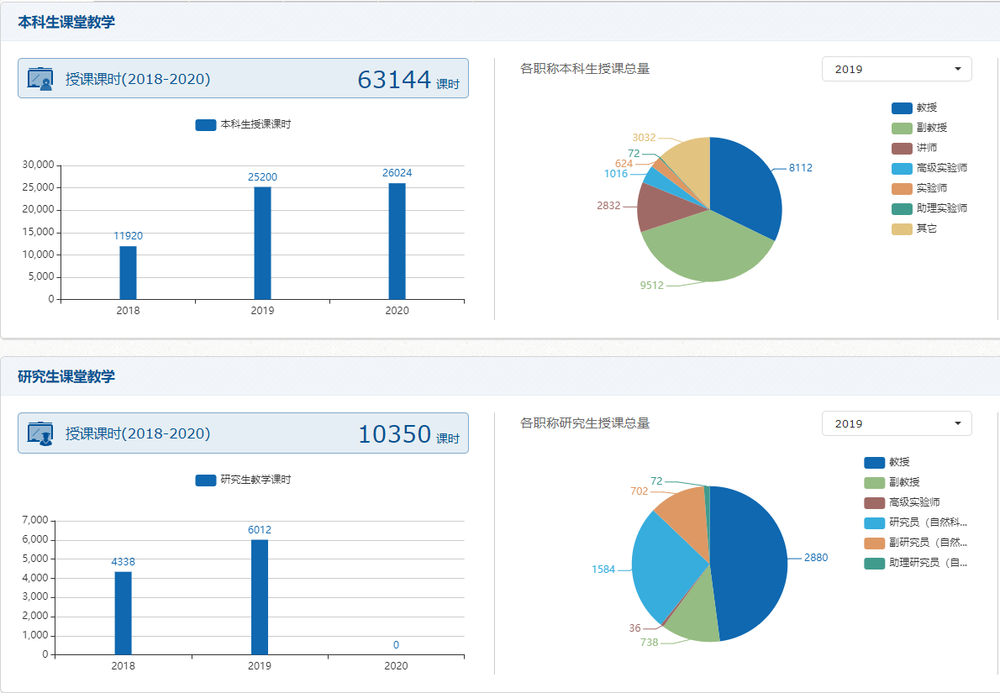 本科生课堂教学
授课课时(2018-2020) 63144 课时
本科生授课课时
30,000
25,000
20,000
15,000
10,000
5,000
0
11920
25200
26024
2018 2019 2020
各职称本科生授课总量
2019
教授
副教授
讲师
高级实验师
实验师
助理实验师
其它
3032
72
624
1016
2832
9512
8112
研究生课堂教学
授课课时(2018-2020) 10350 课时
研究生教学课时
7,000
6,000
5,000
4,000
3,000
2,000
1,000
0
4338
6012
0
2018 2019 2020
各职称研究生授课总量
2019
教授
副教授
高级实验师
研究员（自然科...
副研究员（自然...
助理研究员（自...
72
702
1584
36
738
2880